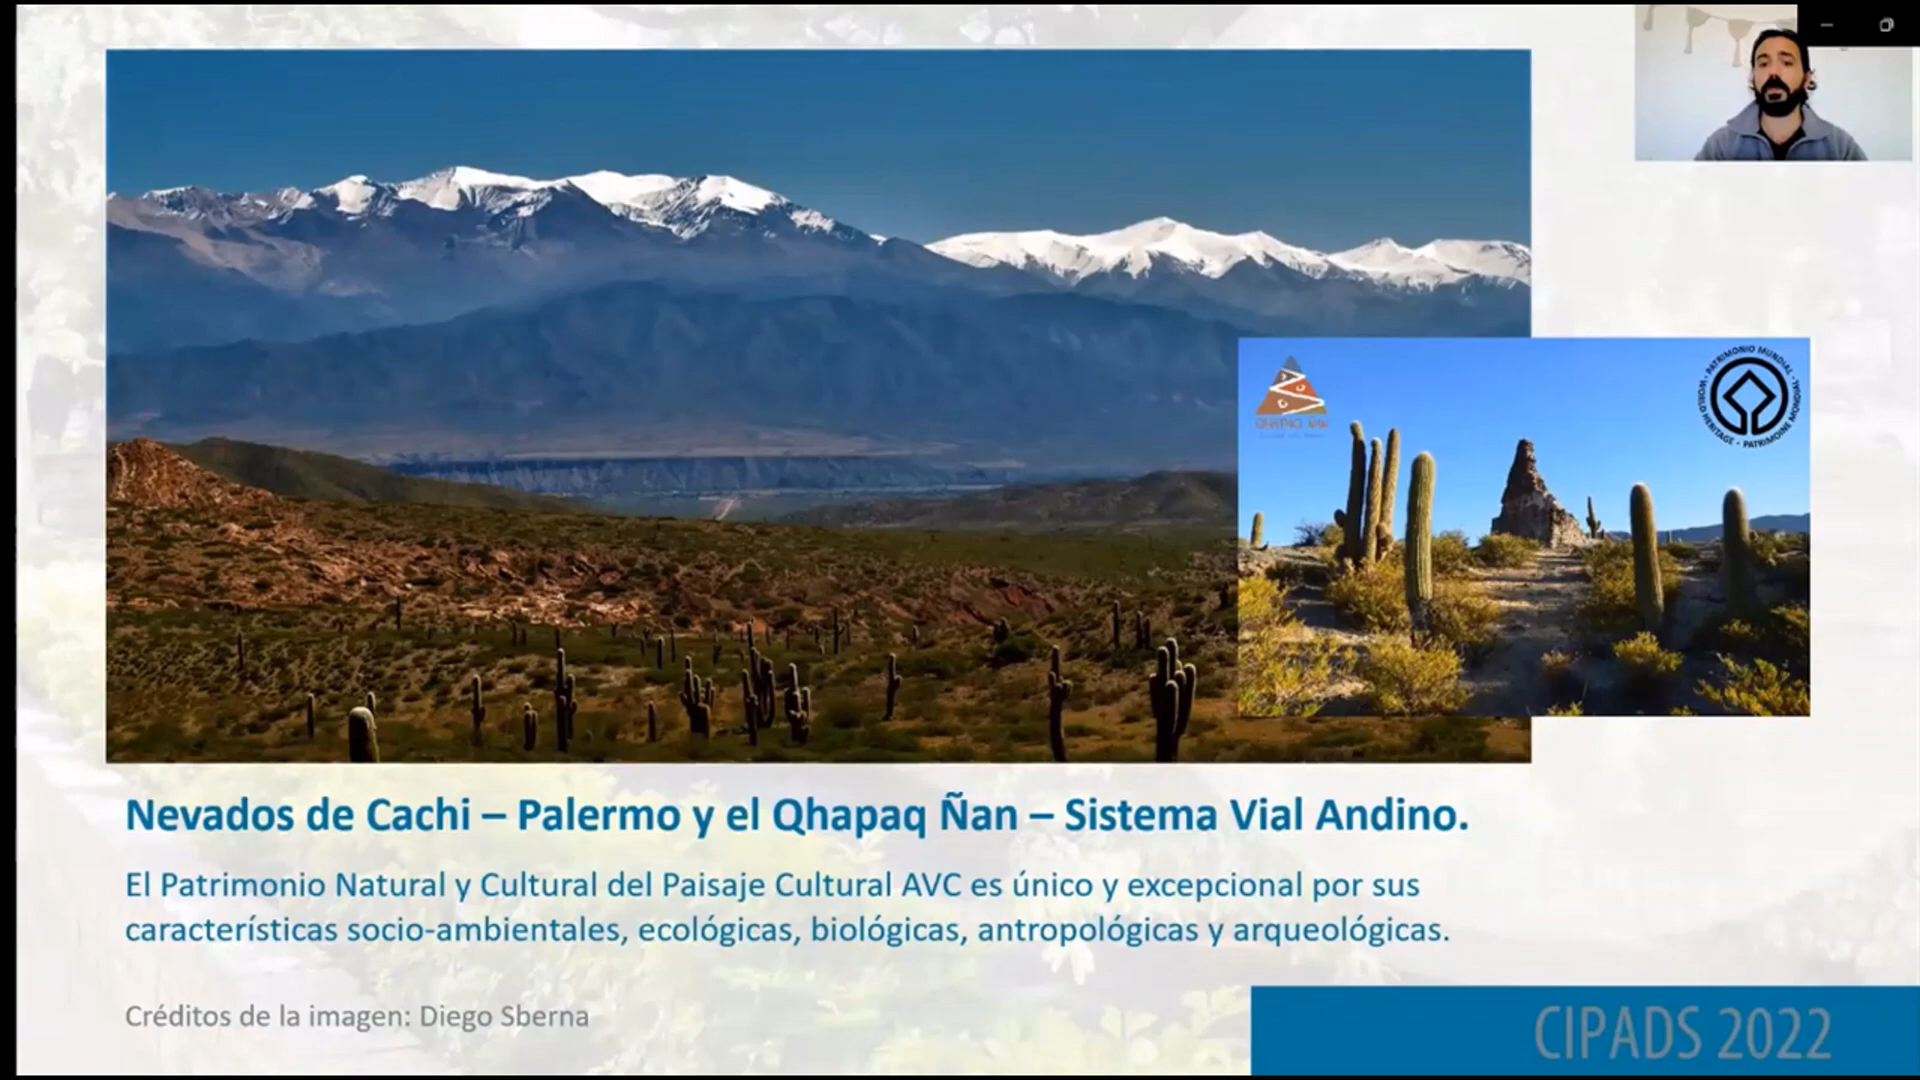 QHAPAQ ÑAN
PATRIMONIO MUNDIAL • WORLD HERITAGE • PATRIMOINE MONDIAL
Nevados de Cachi – Palermo y el Qhapaq Ñan – Sistema Vial Andino.
El Patrimonio Natural y Cultural del Paisaje Cultural AVC es único y excepcional por sus
características socio-ambientales, ecológicas, biológicas, antropológicas y arqueológicas.
Créditos de la imagen: Diego Sberna
CIPADS 2022